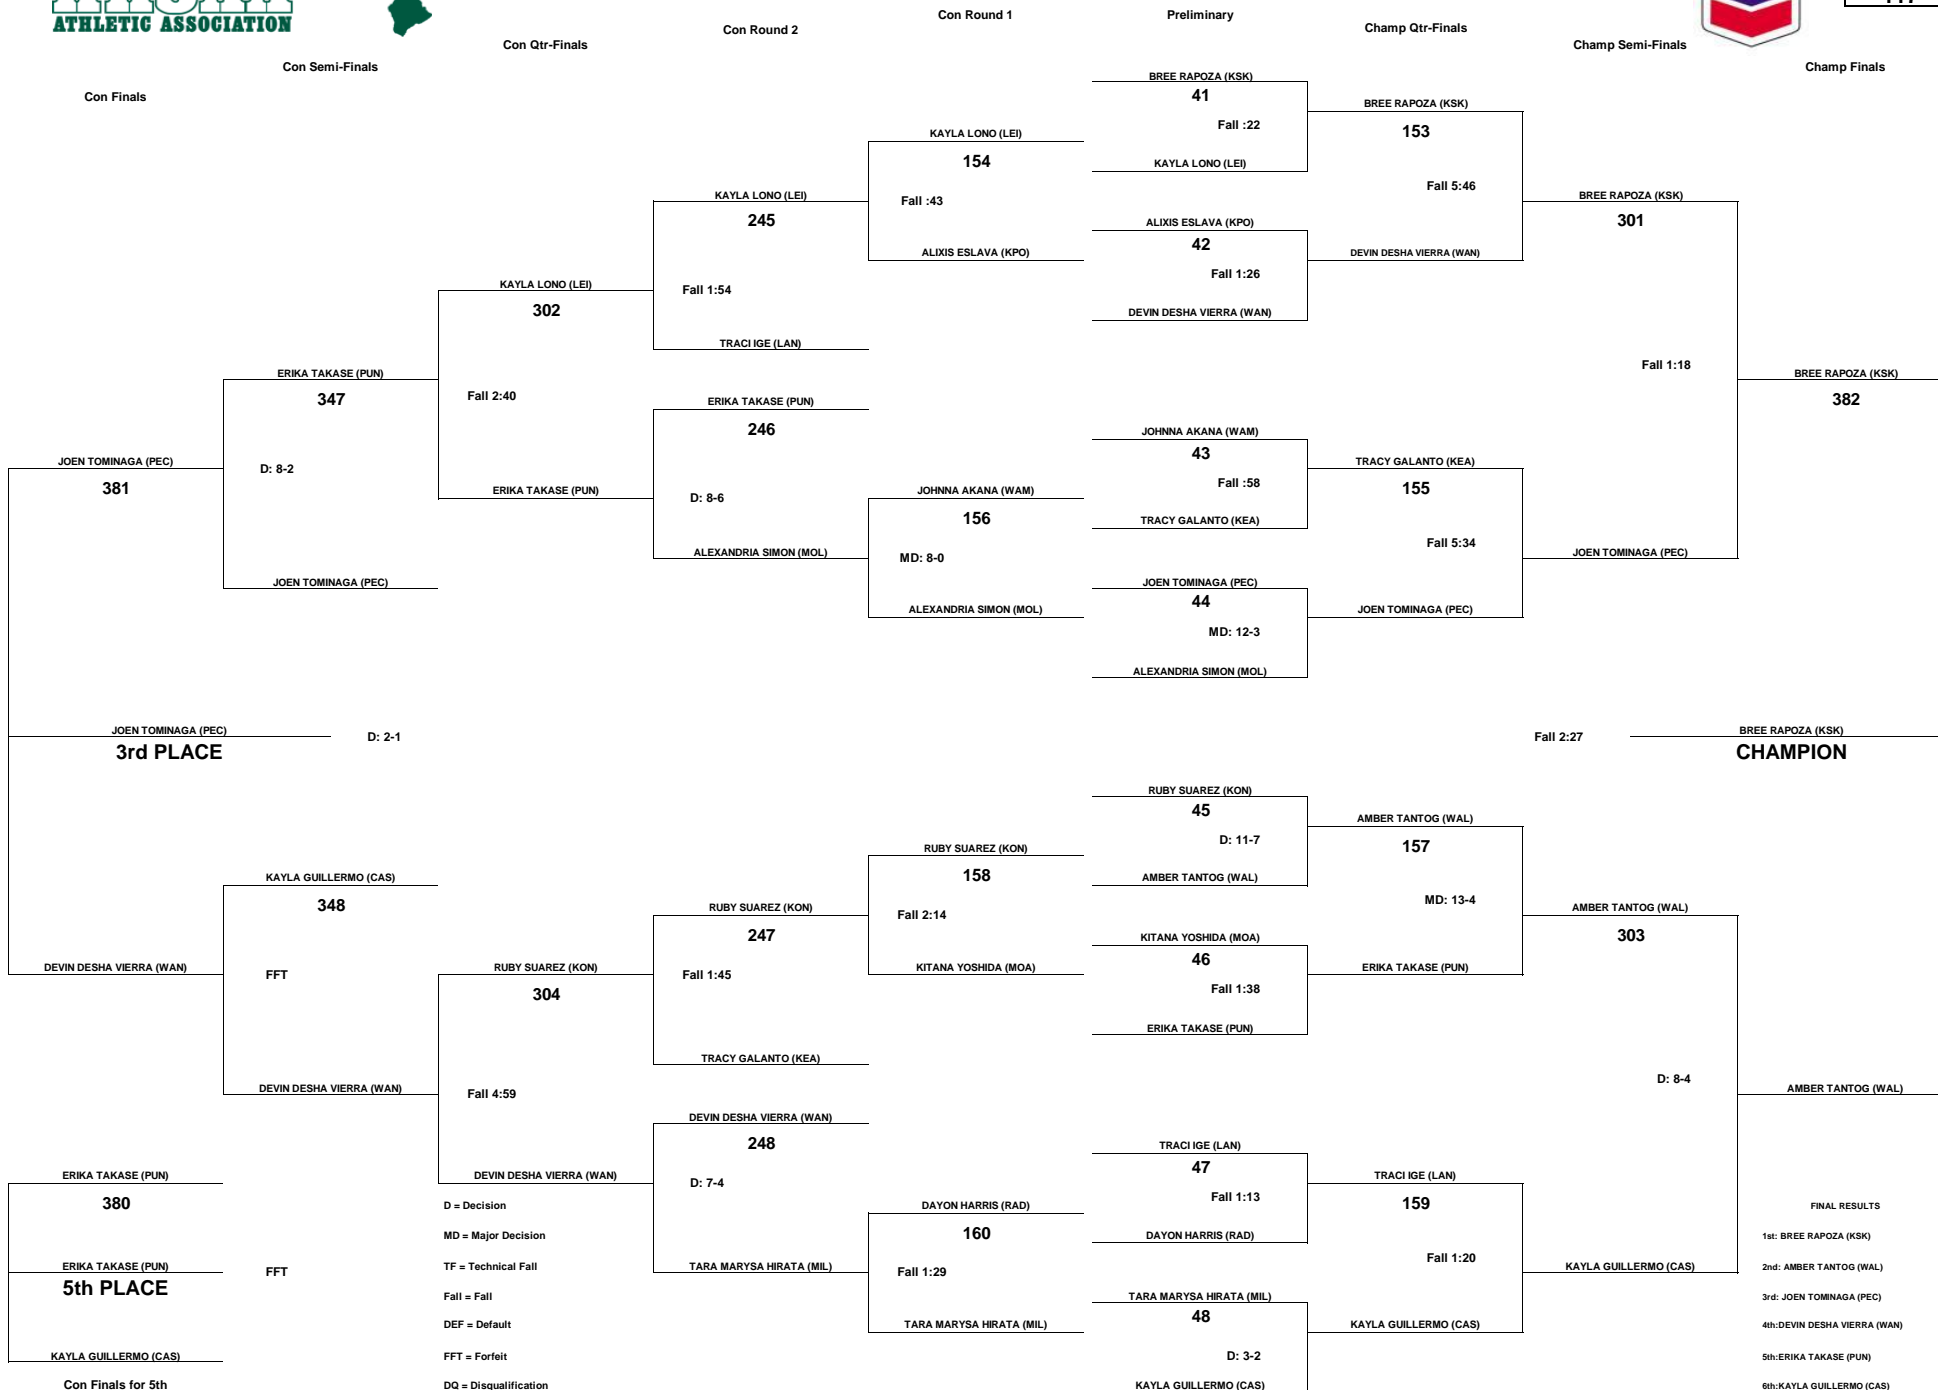 ATHLETIC ASSOCIATION
Con Finals
Con Semi-Finals
Con Qtr-Finals
Con Round 2
Con Round 1
Preliminary
Champ Qtr-Finals
Champ Semi-Finals
Champ Finals
BREE RAPOZA (KSK)
41
BREE RAPOZA (KSK)
Fall :22
KAYLA LONO (LEI)
153
154
KAYLA LONO (LEI)
Fall 5:46
KAYLA LONO (LEI)
Fall :43
BREE RAPOZA (KSK)
245
301
ALIXIS ESLAVA (KPO)
42
ALIXIS ESLAVA (KPO)
DEVIN DESHA VIERRA (WAN)
Fall 1:26
KAYLA LONO (LEI)
Fall 1:54
302
DEVIN DESHA VIERRA (WAN)
TRACI IGE (LAN)
Fall 1:18
ERIKA TAKASE (PUN)
BREE RAPOZA (KSK)
347
Fall 2:40
382
ERIKA TAKASE (PUN)
246
JOHNNA AKANA (WAM)
43
JOEN TOMINAGA (PEC)
D: 8-2
TRACY GALANTO (KEA)
381
Fall :58
155
ERIKA TAKASE (PUN)
D: 8-6
JOHNNA AKANA (WAM)
156
TRACY GALANTO (KEA)
Fall 5:34
ALEXANDRIA SIMON (MOL)
MD: 8-0
JOEN TOMINAGA (PEC)
JOEN TOMINAGA (PEC)
JOEN TOMINAGA (PEC)
44
ALEXANDRIA SIMON (MOL)
JOEN TOMINAGA (PEC)
MD: 12-3
ALEXANDRIA SIMON (MOL)
JOEN TOMINAGA (PEC)
D: 2-1
Fall 2:27
BREE RAPOZA (KSK)
3rd PLACE
CHAMPION
RUBY SUAREZ (KON)
45
AMBER TANTOG (WAL)
D: 11-7
RUBY SUAREZ (KON)
157
KAYLA GUILLERMO (CAS)
158
AMBER TANTOG (WAL)
348
MD: 13-4
RUBY SUAREZ (KON)
Fall 2:14
AMBER TANTOG (WAL)
247
303
KITANA YOSHIDA (MOA)
46
DEVIN DESHA VIERRA (WAN)
FFT
RUBY SUAREZ (KON)
Fall 1:45
KITANA YOSHIDA (MOA)
ERIKA TAKASE (PUN)
304
Fall 1:38
ERIKA TAKASE (PUN)
TRACY GALANTO (KEA)
D: 8-4
DEVIN DESHA VIERRA (WAN)
Fall 4:59
AMBER TANTOG (WAL)
DEVIN DESHA VIERRA (WAN)
248
TRACI IGE (LAN)
47
ERIKA TAKASE (PUN)
DEVIN DESHA VIERRA (WAN)
D: 7-4
TRACI IGE (LAN)
380
Fall 1:13
159
D = Decision
DAYON HARRIS (RAD)
FINAL RESULTS
MD = Major Decision
160
DAYON HARRIS (RAD)
1st: BREE RAPOZA (KSK)
Fall 1:20
ERIKA TAKASE (PUN)
FFT
TF = Technical Fall
TARA MARYSA HIRATA (MIL)
Fall 1:29
KAYLA GUILLERMO (CAS)
2nd: AMBER TANTOG (WAL)
5th PLACE
Fall = Fall
TARA MARYSA HIRATA (MIL)
3rd: JOEN TOMINAGA (PEC)
48
DEF = Default
TARA MARYSA HIRATA (MIL)
KAYLA GUILLERMO (CAS)
4th:DEVIN DESHA VIERRA (WAN)
KAYLA GUILLERMO (CAS)
FFT = Forfeit
D: 3-2
5th:ERIKA TAKASE (PUN)
Con Finals for 5th
DQ = Disqualification
KAYLA GUILLERMO (CAS)
6th:KAYLA GUILLERMO (CAS)